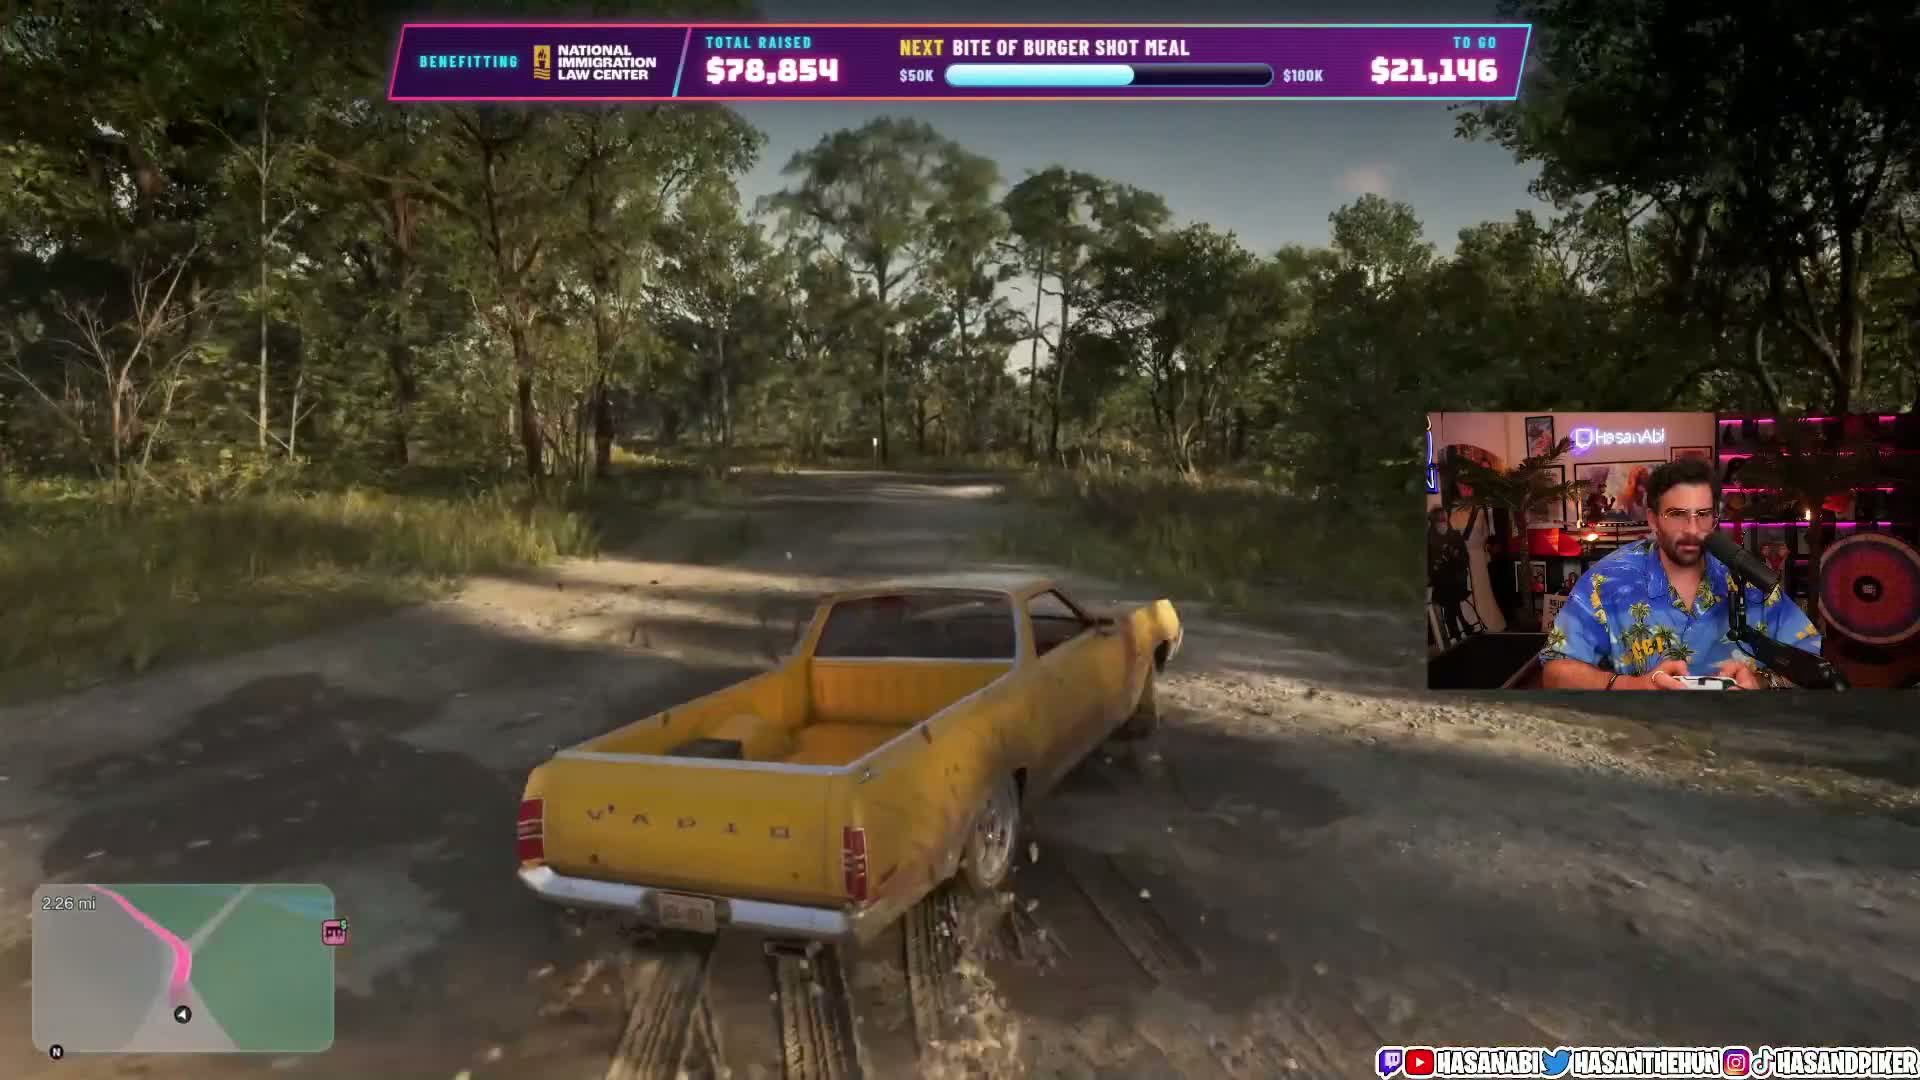 BENEFITTING
NATIONAL
IMMIGRATION
LAW CENTER
TOTAL RAISED
$78,854
NEXT BITE OF BURGER SHOT MEAL
$50K
$100K
TO GO
$21,146
HasanAbi
VAPID
2.26 mi
N
HASANABI HASANTHEHUN HASANDPIKER